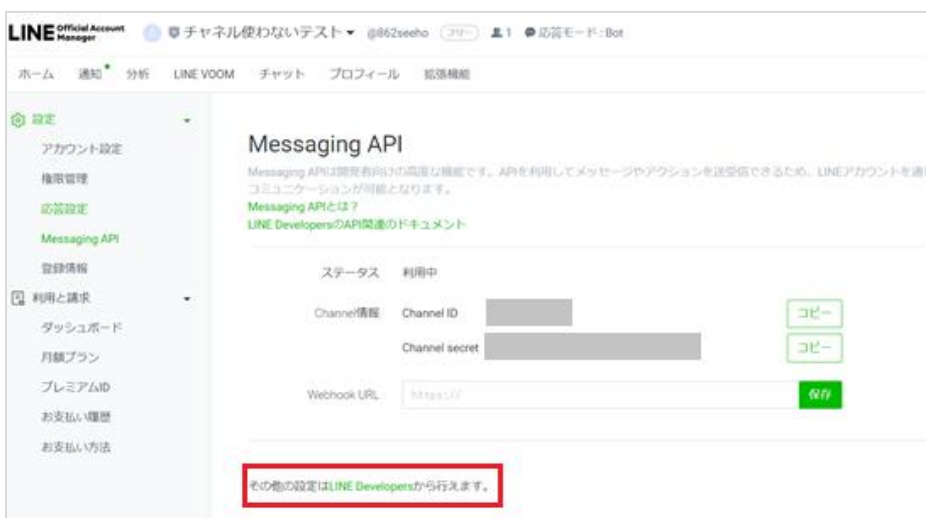 LINE Official Account Manager チャネル使わないテスト @862seeho フリー 1 応答モード:Bot
ホーム 通知 分析 LINE VOOM チャット プロフィール 拡張機能
設定
アカウント設定
権限管理
応答設定
Messaging API
登録情報
利用と請求
ダッシュボード
月額プラン
プレミアムID
お支払い履歴
お支払い方法
Messaging API
Messaging APIは開発者向けの高度な機能です。APIを利用してメッセージやアクションを送受信できるため、LINEアカウントを通
コミュニケーションが可能となります。
Messaging APIとは？
LINE DevelopersのAPI関連のドキュメント
ステータス 利用中
Channel情報 Channel ID コピー
Channel secret コピー
Webhook URL https:// 保存
その他の設定はLINE Developersから行えます。